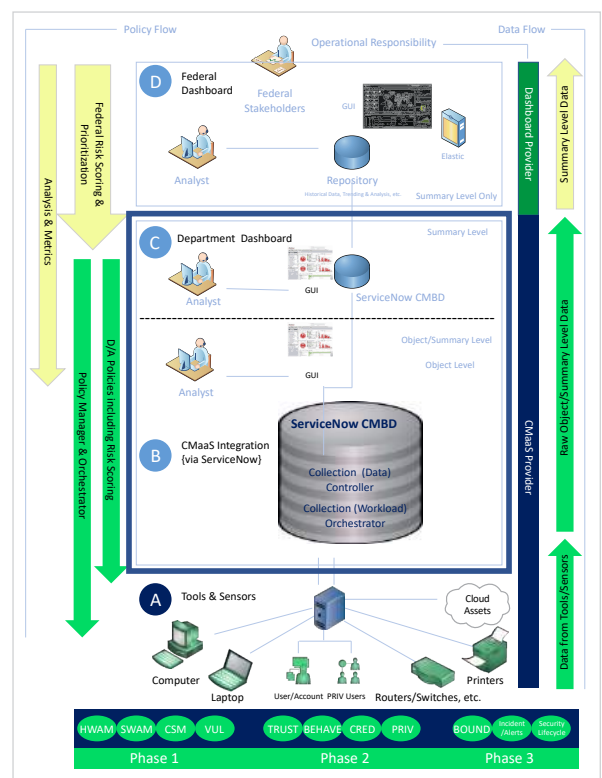 Policy Flow
Data Flow
Operational Responsibility
D
Federal
Dashboard
Federal
Stakeholders
GUI
Elastic
Analyst
Repository
Historical Data, Trending & Analysis, etc.
Summary Level Only
C
Department Dashboard
Summary Level
GUI
Analyst
ServiceNow CMBD
Object/Summary Level
Object Level
GUI
Analyst
ServiceNow CMBD
B
CMaaS Integration
{via ServiceNow}
Collection (Data)
Controller
Collection (Workload)
Orchestrator
A
Tools & Sensors
Cloud
Assets
Computer
Laptop
User/Account
PRIV Users
Routers/Switches, etc.
Printers
Analysis & Metrics
Federal Risk Scoring &
Prioritization
Policy Manager & Orchestrator
D/A Policies including Risk Scoring
Dashboard Provider
CMaaS Provider
Summary Level Data
Raw Object/Summary Level Data
Data from Tools/Sensors
HWAM
SWAM
CSM
VUL
TRUST
BEHAVE
CRED
PRIV
BOUND
Incident
/Alerts
Security
Lifecycle
Phase 1
Phase 2
Phase 3